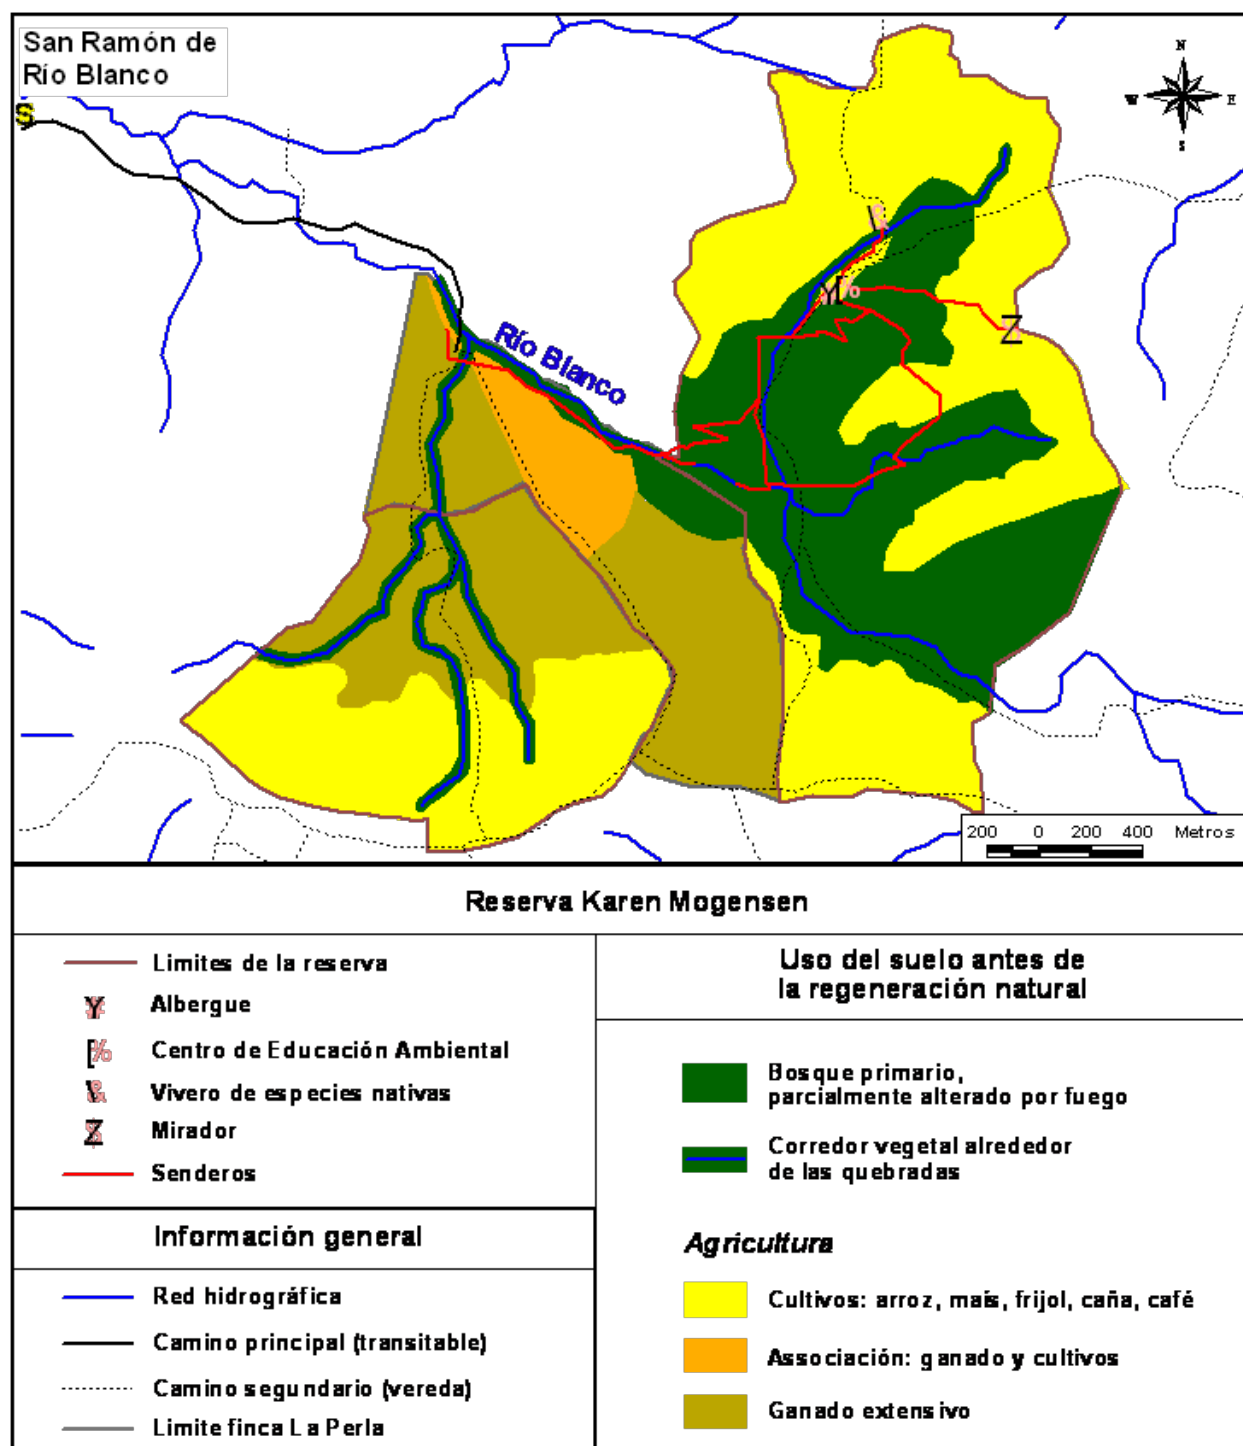 San Ramón de
Río Blanco
S
N
W
E
S
Río Blanco
200 0 200 400 Metros
Reserva Karen Mogensen
Limites de la reserva
Albergue
Centro de Educación Ambiental
Vivero de especies nativas
Mirador
Senderos
Información general
Red hidrográfica
Camino principal (transitable)
Camino segundario (vereda)
Limite finca La Perla
Uso del suelo antes de
la regeneración natural
Bosque primario,
parcialmente alterado por fuego
Corredor vegetal alrededor
de las quebradas
Agricultura
Cultivos: arroz, maís, frijol, caña, café
Associación: ganado y cultivos
Ganado extensivo